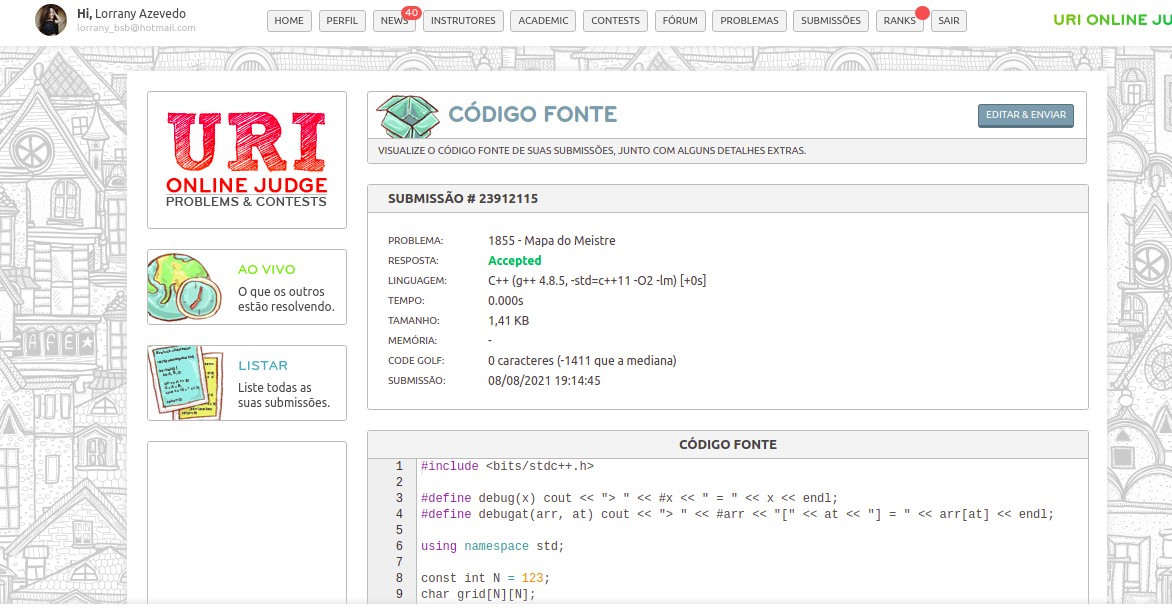 Hi, Lorrany Azevedo
lorrany_bsb@hotmail.com
HOME
PERFIL
NEWS
40
INSTRUTORES
ACADEMIC
CONTESTS
FÓRUM
PROBLEMAS
SUBMISSÕES
RANKS
SAIR
URI ONLINE JU
URI
ONLINE JUDGE
PROBLEMS & CONTESTS
AO VIVO
O que os outros
estão resolvendo.
LISTAR
Liste todas as
suas submissões.
CÓDIGO FONTE
EDITAR & ENVIAR
VISUALIZE O CÓDIGO FONTE DE SUAS SUBMISSÕES, JUNTO COM ALGUNS DETALHES EXTRAS.
SUBMISSÃO # 23912115
PROBLEMA: 1855 - Mapa do Meistre
RESPOSTA: Accepted
LINGUAGEM: C++ (g++ 4.8.5, -std=c++11 -O2 -lm) [+0s]
TEMPO: 0.000s
TAMANHO: 1,41 KB
MEMÓRIA: -
CODE GOLF: 0 caracteres (-1411 que a mediana)
SUBMISSÃO: 08/08/2021 19:14:45
CÓDIGO FONTE
1 #include <bits/stdc++.h>
2
3 #define debug(x) cout << "> " << #x << " = " << x << endl;
4 #define debugat(arr, at) cout << "> " << #arr << "[" << at << "] = " << arr[at] << endl;
5
6 using namespace std;
7
8 const int N = 123;
9 char grid[N][N];